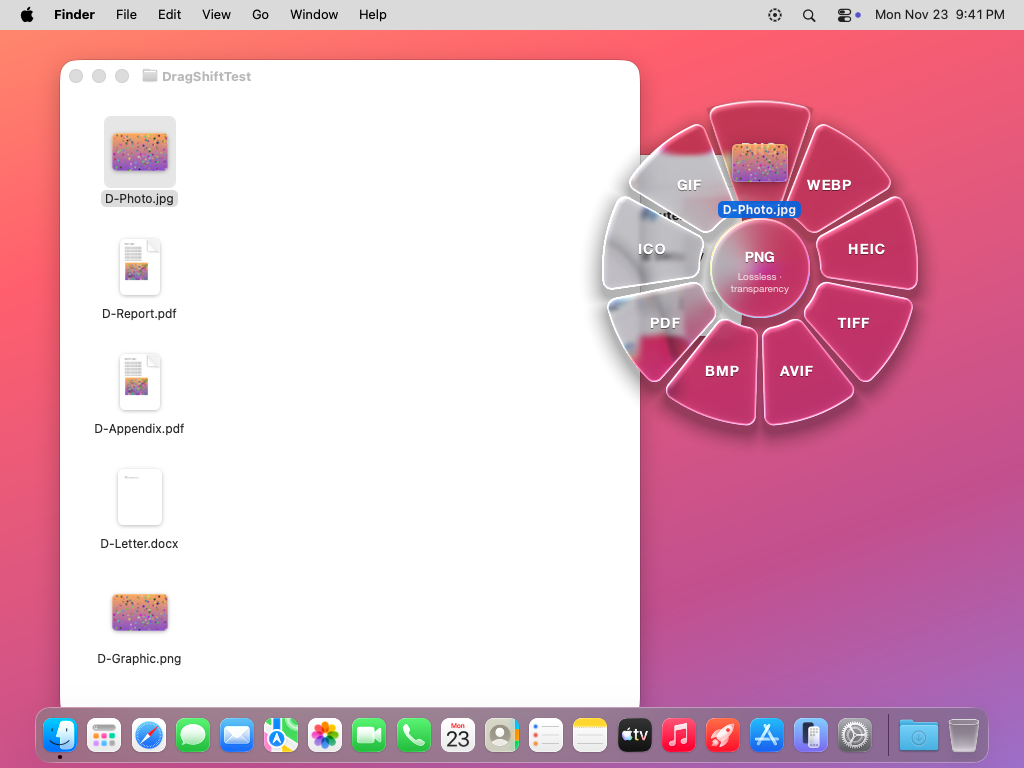 Finder File Edit View Go Window Help Mon Nov 23 9:41 PM
DragShiftTest
D-Photo.jpg
D-Report.pdf
D-Appendix.pdf
D-Letter.docx
D-Graphic.png
GIF
WEBP
D-Photo.jpg
ICO
HEIC
PNG
Lossless ·
transparency
PDF
TIFF
BMP
AVIF
Mon
23
tv